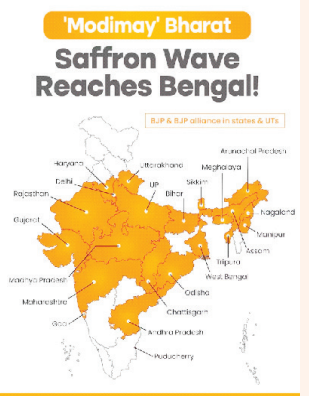 'Modimay' Bharat
Saffron Wave
Reaches Bengal!
BJP & BJP alliance in states & UTs
Arunachal Pradesh
Haryana
Uttarakhand
Meghalaya
Delhi
UP
Sikkim
Rajasthan
Bihar
Nagaland
Gujarat
Manipur
Assam
Tripura
West Bengal
Madhya Pradesh
Odisha
Maharashtra
Chattisgarh
Goa
Andhra Pradesh
Puducherry